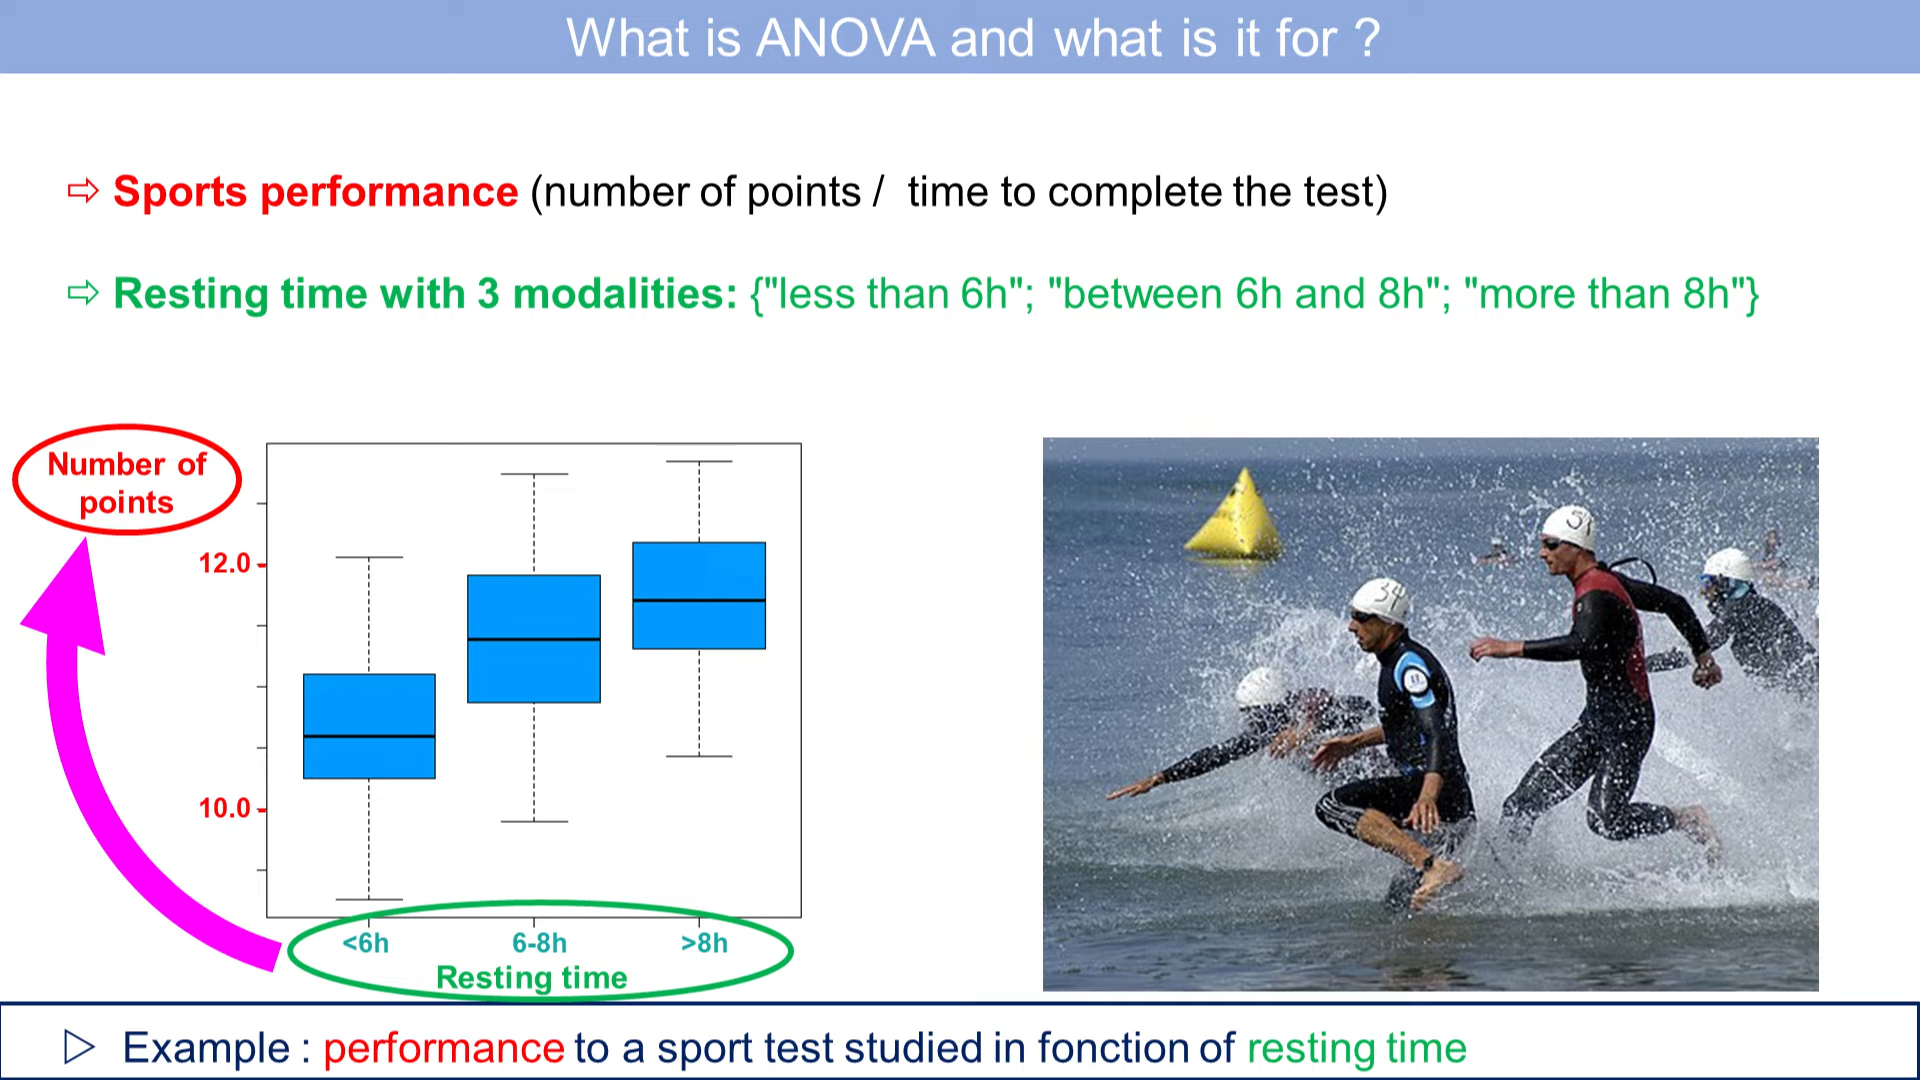 What is ANOVA and what is it for ?
⇨ Sports performance (number of points / time to complete the test)
⇨ Resting time with 3 modalities: {"less than 6h"; "between 6h and 8h"; "more than 8h"}
Number of
points
12.0
10.0
<6h 6-8h >8h
Resting time
34
Example : performance to a sport test studied in fonction of resting time